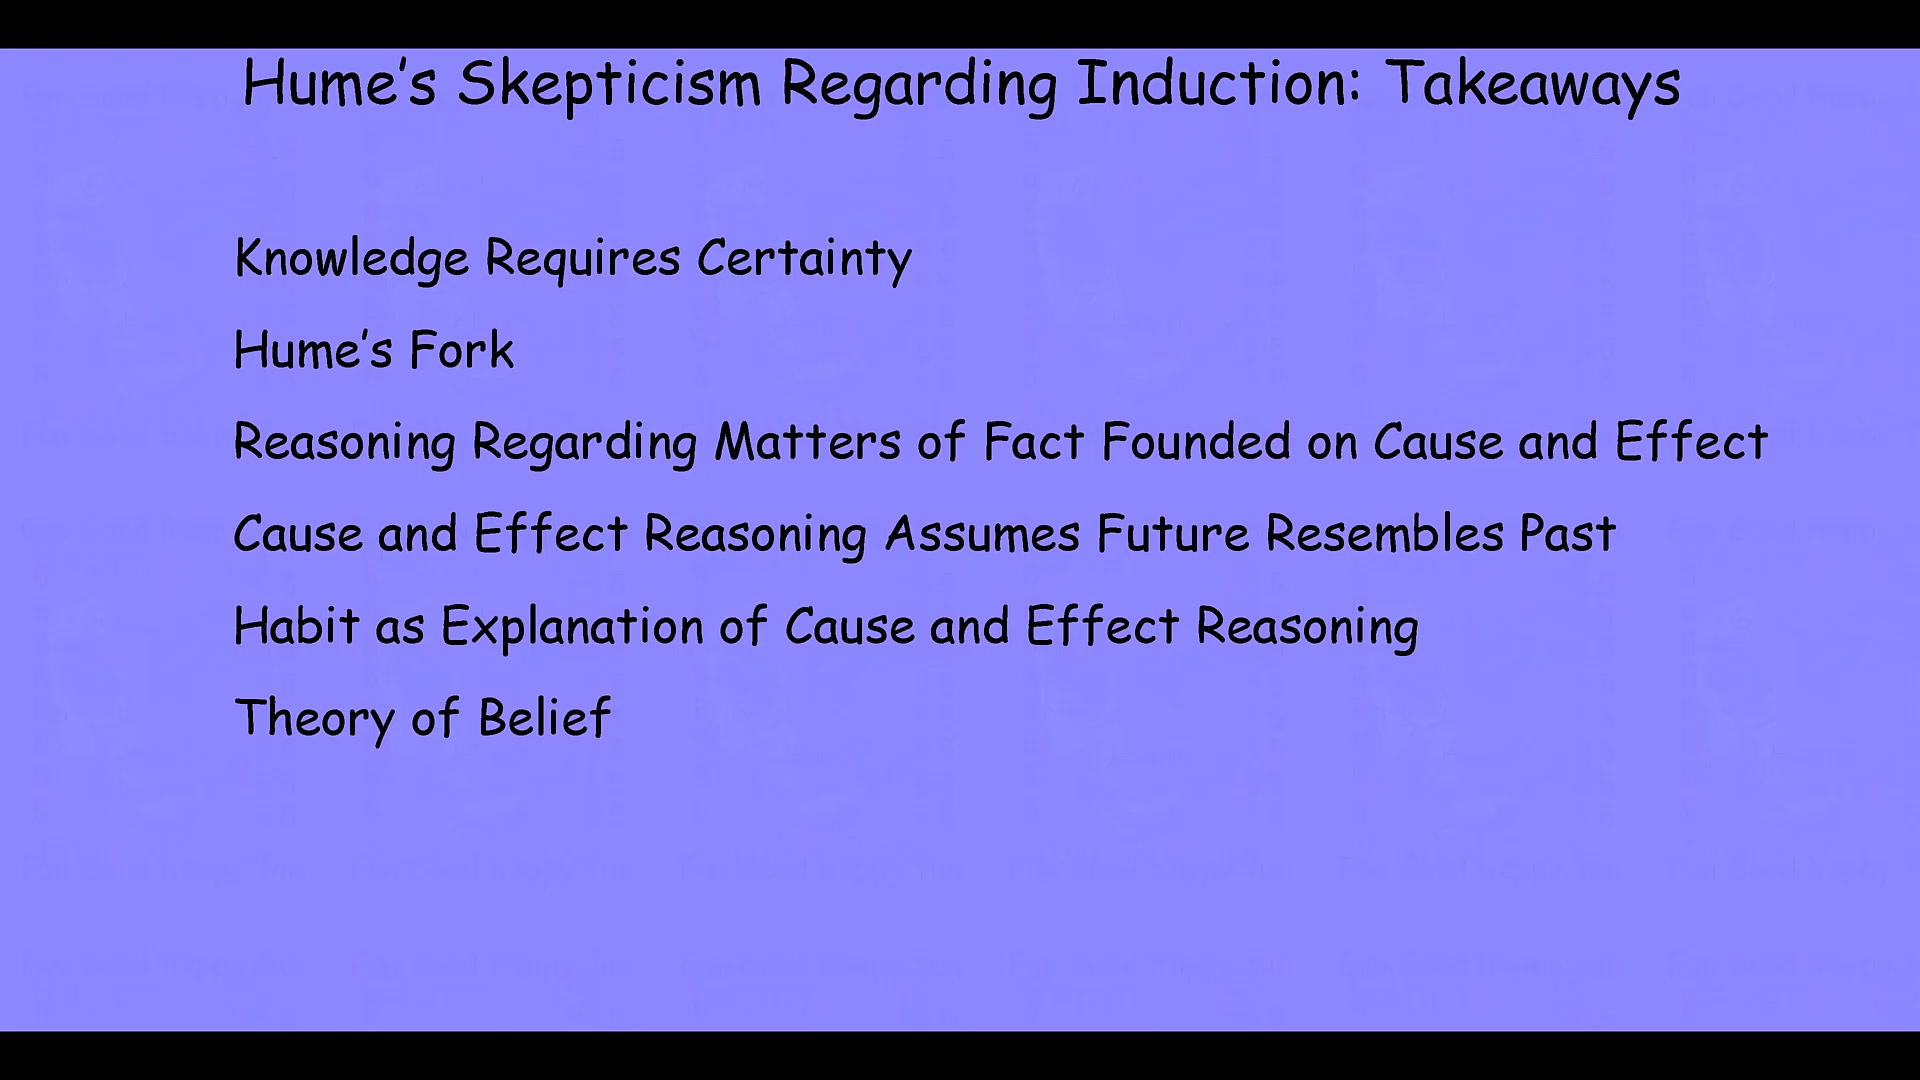 Hume’s Skepticism Regarding Induction: Takeaways
Knowledge Requires Certainty
Hume’s Fork
Reasoning Regarding Matters of Fact Founded on Cause and Effect
Cause and Effect Reasoning Assumes Future Resembles Past
Habit as Explanation of Cause and Effect Reasoning
Theory of Belief